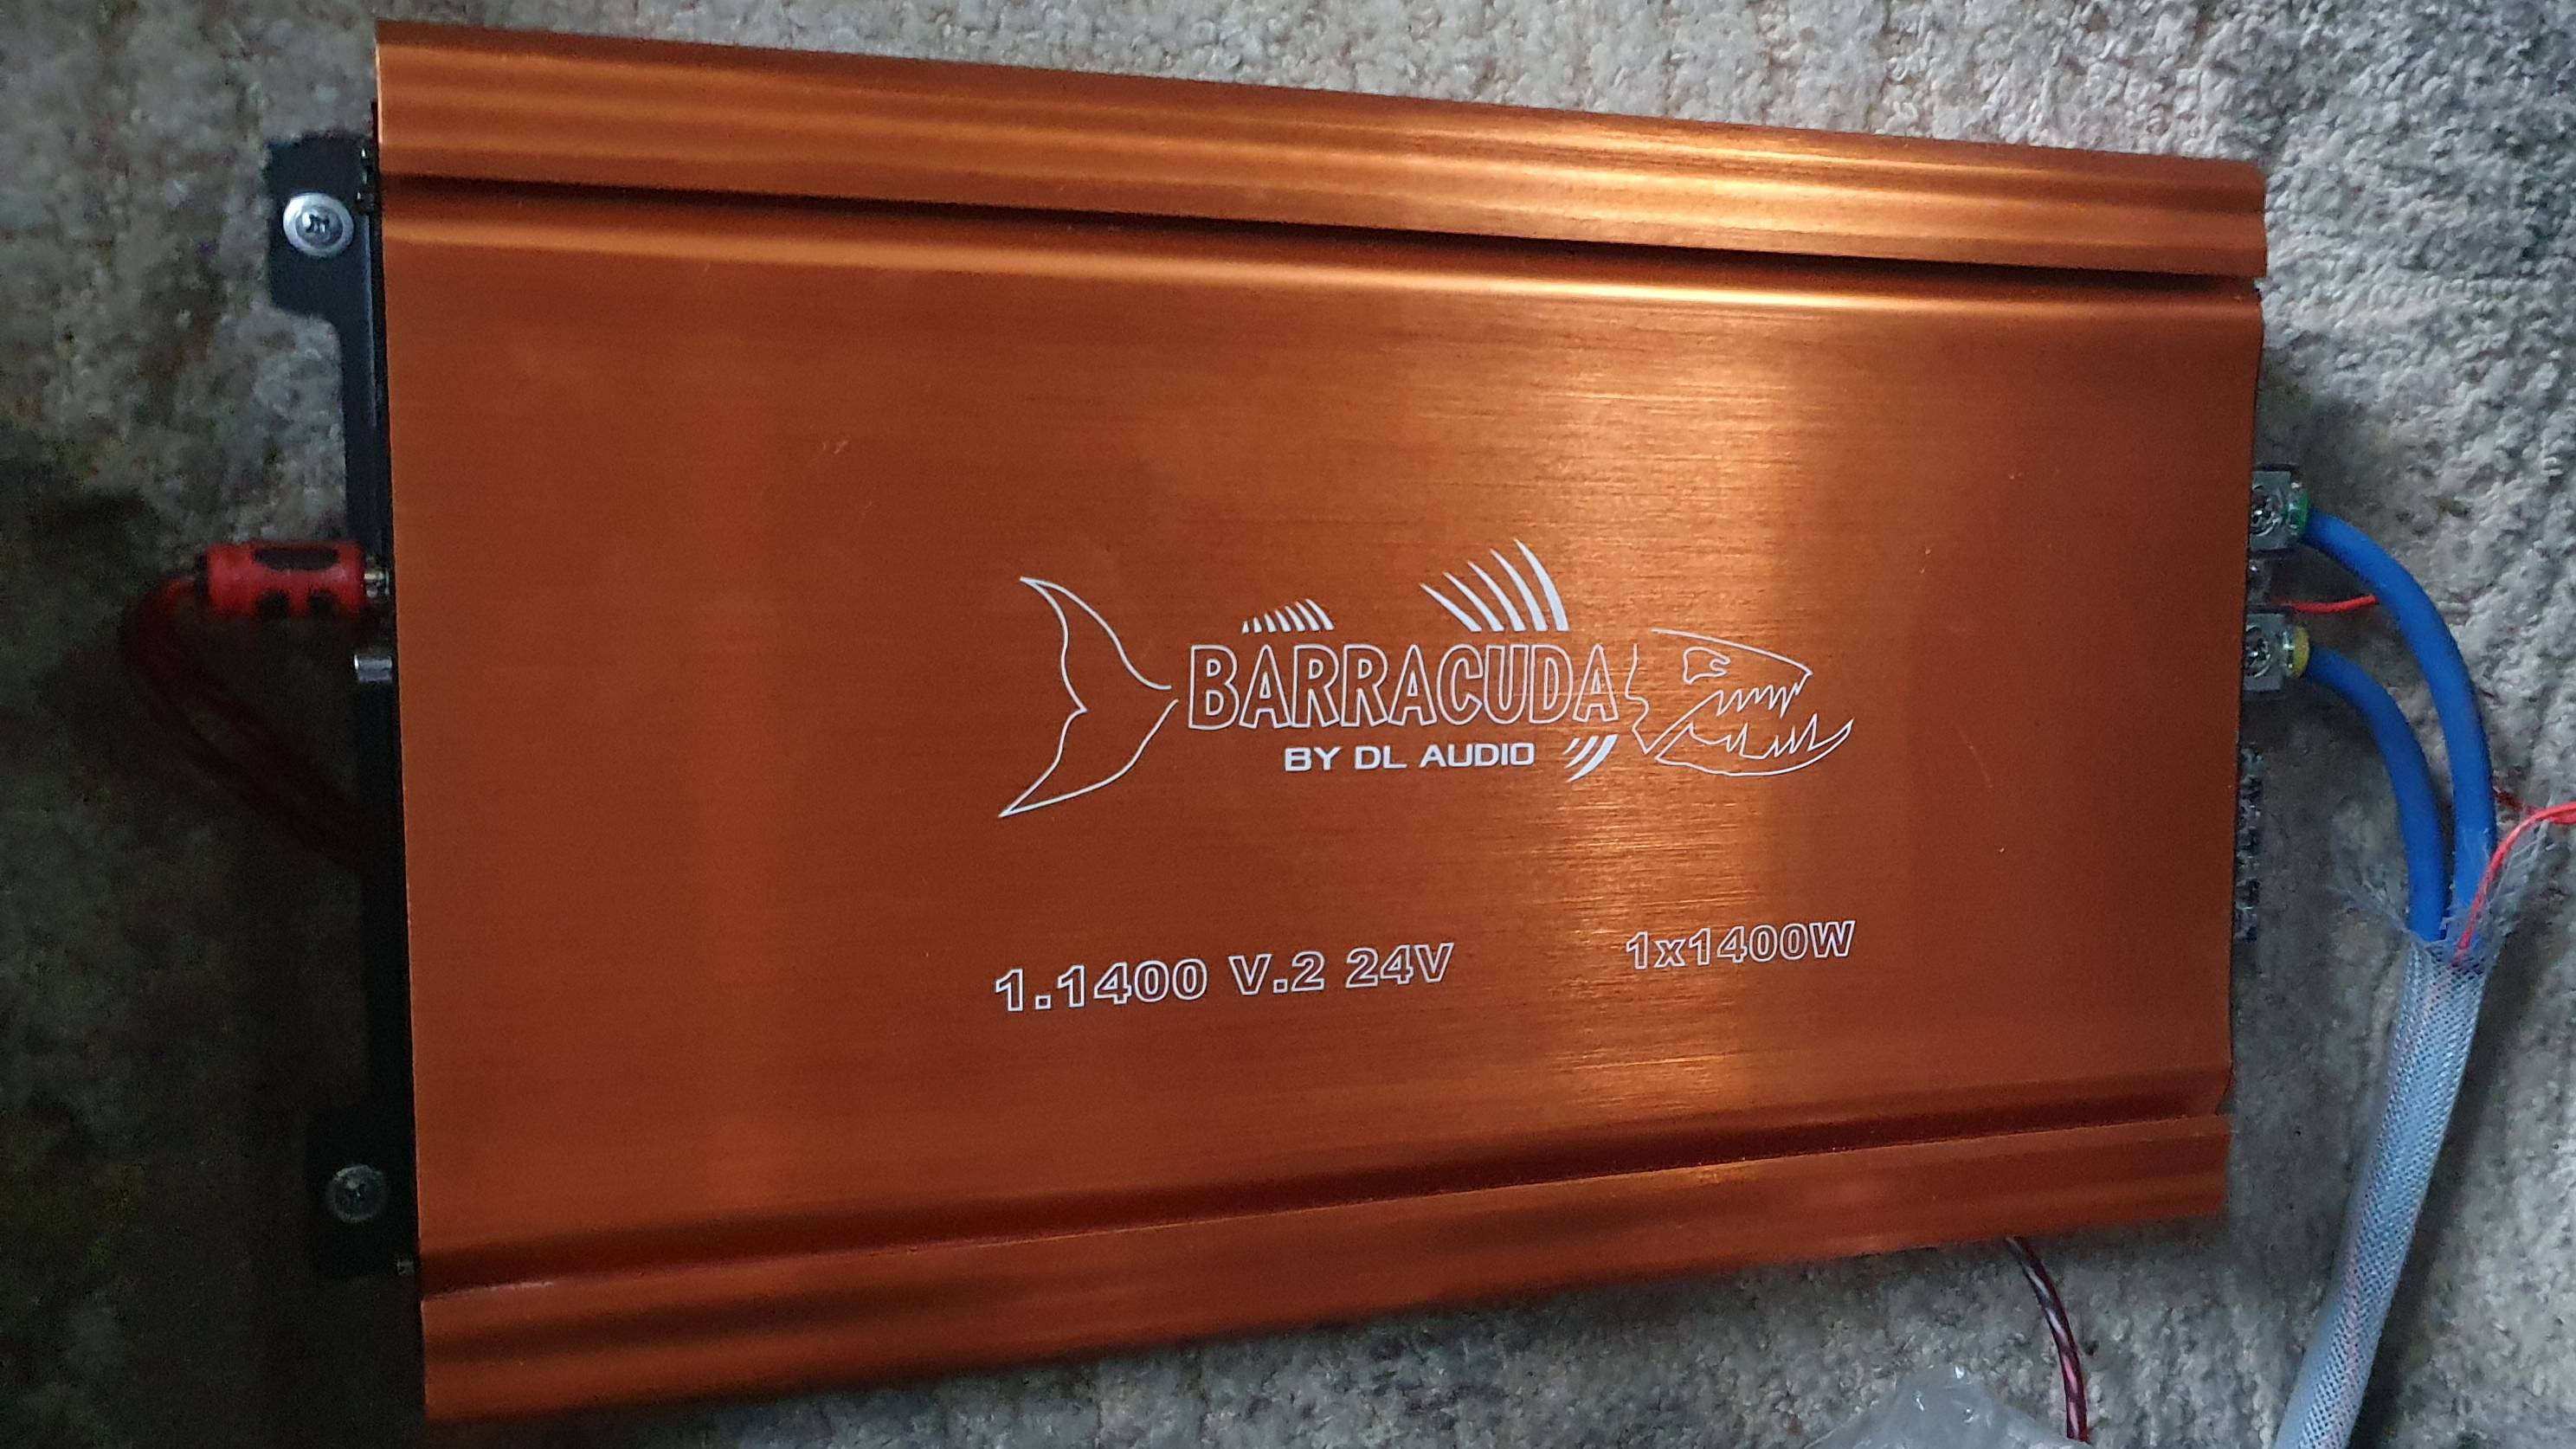 BARRACUDA
BY DL AUDIO
1.1400 V.2 24V
1x1400W